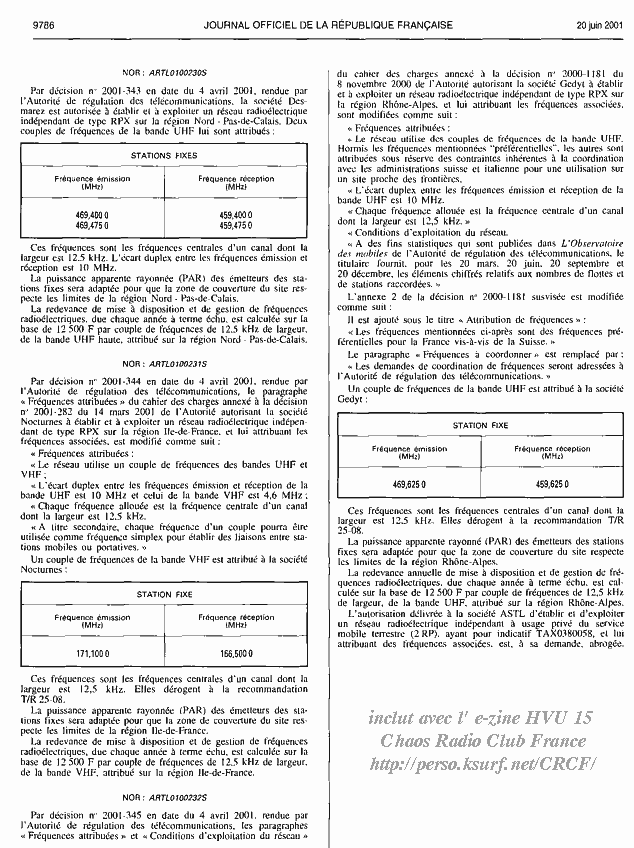 9786
JOURNAL OFFICIEL DE LA RÉPUBLIQUE FRANÇAISE
20 juin 2001
NOR : ARTL0100230S
Par décision nº 2001-343 en date du 4 avril 2001, rendue par
l'Autorité de régulation des télécommunications, la société Des-
marez est autorisée à établir et à exploiter un réseau radioélectrique
indépendant de type RPX sur la région Nord - Pas-de-Calais. Deux
couples de fréquences de la bande UHF lui sont attribués :
STATIONS FIXES
Fréquence émission
(MHz)
Fréquence réception
(MHz)
469,400 0
469,475 0
459,400 0
459,475 0
Ces fréquences sont les fréquences centrales d'un canal dont la
largeur est 12,5 kHz. L'écart duplex entre les fréquences émission et
réception est 10 MHz.
La puissance apparente rayonnée (PAR) des émetteurs des sta-
tions fixes sera adaptée pour que la zone de couverture du site res-
pecte les limites de la région Nord - Pas-de-Calais.
La redevance de mise à disposition et de gestion de fréquences
radioélectriques, due chaque année à terme échu, est calculée sur la
base de 12 500 F par couple de fréquences de 12,5 kHz de largeur,
de la bande UHF haute, attribué sur la région Nord - Pas-de-Calais.
NOR : ARTL0100231S
Par décision nº 2001-344 en date du 4 avril 2001, rendue par
l'Autorité de régulation des télécommunications, le paragraphe
« Fréquences attribuées » du cahier des charges annexé à la décision
nº 2001-282 du 14 mars 2001 de l'Autorité autorisant la société
Nocturnes à établir et à exploiter un réseau radioélectrique indépen-
dant de type RPX sur la région Ile-de-France, et lui attribuant les
fréquences associées, est modifié comme suit :
« Fréquences attribuées :
« Le réseau utilise un couple de fréquences des bandes UHF et
VHF ;
« L'écart duplex entre les fréquences émission et réception de la
bande UHF est 10 MHz et celui de la bande VHF est 4,6 MHz ;
« Chaque fréquence allouée est la fréquence centrale d'un canal
dont la largeur est 12,5 kHz.
« A titre secondaire, chaque fréquence d'un couple pourra être
utilisée comme fréquence simplex pour établir des liaisons entre sta-
tions mobiles ou portatives. »
Un couple de fréquences de la bande VHF est attribué à la société
Nocturnes :
STATION FIXE
Fréquence émission
(MHz)
Fréquence réception
(MHz)
171,100 0
166,500 0
Ces fréquences sont les fréquences centrales d'un canal dont la
largeur est 12,5 kHz. Elles dérogent à la recommandation
T/R 25-08.
La puissance apparente rayonnée (PAR) des émetteurs des sta-
tions fixes sera adaptée pour que la zone de couverture du site res-
pecte les limites de la région Ile-de-France.
La redevance de mise à disposition et de gestion de fréquences
radioélectriques, due chaque année à terme échu, est calculée sur la
base de 12 500 F par couple de fréquences de 12,5 kHz de largeur,
de la bande VHF, attribué sur la région Ile-de-France.
NOR : ARTL0100232S
Par décision nº 2001-345 en date du 4 avril 2001, rendue par
l'Autorité de régulation des télécommunications, les paragraphes
« Fréquences attribuées » et « Conditions d'exploitation du réseau »
du cahier des charges annexé à la décision nº 2000-1181 du
8 novembre 2000 de l'Autorité autorisant la société Gedyt à établir
et à exploiter un réseau radioélectrique indépendant de type RPX sur
la région Rhône-Alpes, et lui attribuant les fréquences associées,
sont modifiées comme suit :
« Fréquences attribuées :
« Le réseau utilise des couples de fréquences de la bande UHF.
Hormis les fréquences mentionnées "préférentielles", les autres sont
attribuées sous réserve des contraintes inhérentes à la coordination
avec les administrations suisse et italienne pour une utilisation sur
un site proche des frontières.
« L'écart duplex entre les fréquences émission et réception de la
bande UHF est 10 MHz.
« Chaque fréquence allouée est la fréquence centrale d'un canal
dont la largeur est 12,5 kHz. »
« Conditions d'exploitation du réseau.
« A des fins statistiques qui sont publiées dans L'Observatoire
des mobiles de l'Autorité de régulation des télécommunications, le
titulaire fournit, pour les 20 mars, 20 juin, 20 septembre et
20 décembre, les éléments chiffrés relatifs aux nombres de flottes et
de stations raccordées. »
L'annexe 2 de la décision nº 2000-1181 susvisée est modifiée
comme suit :
Il est ajouté sous le titre « Attribution de fréquences » :
« Les fréquences mentionnées ci-après sont des fréquences pré-
férentielles pour la France vis-à-vis de la Suisse. »
Le paragraphe « Fréquences à coordonner » est remplacé par :
« Les demandes de coordination de fréquences seront adressées à
l'Autorité de régulation des télécommunications. »
Un couple de fréquences de la bande UHF est attribué à la société
Gedyt :
STATION FIXE
Fréquence émission
(MHz)
Fréquence réception
(MHz)
469,625 0
459,625 0
Ces fréquences sont les fréquences centrales d'un canal dont la
largeur est 12,5 kHz. Elles dérogent à la recommandation T/R
25-08.
La puissance apparente rayonné (PAR) des émetteurs des stations
fixes sera adaptée pour que la zone de couverture du site respecte
les limites de la région Rhône-Alpes.
La redevance annuelle de mise à disposition et de gestion de fré-
quences radioélectriques, due chaque année à terme échu, est cal-
culée sur la base de 12 500 F par couple de fréquences de 12,5 kHz
de largeur, de la bande UHF, attribué sur la région Rhône-Alpes.
L'autorisation délivrée à la société ASTL d'établir et d'exploiter
un réseau radioélectrique indépendant à usage privé du service
mobile terrestre (2 RP), ayant pour indicatif TAX0380058, et lui
attribuant des fréquences associées, est, à sa demande, abrogée.
inclut avec l' e-zine HVU 15
Chaos Radio Club France
http://perso.ksurf.net/CRCF/